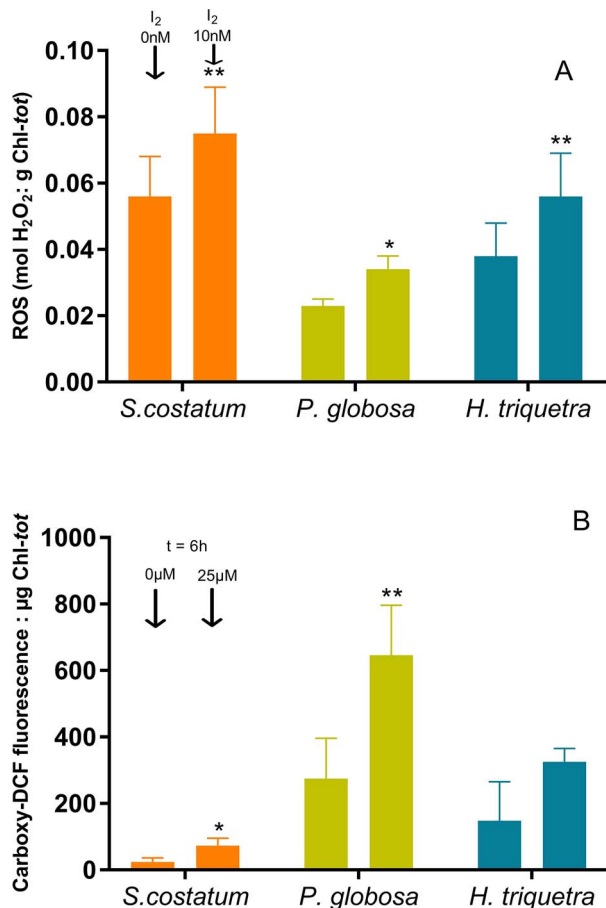 I₂ I₂
0nM 10nM
0.10
A
**
**
0.08
0.06
*
0.04
0.02
0.00
ROS (mol H₂O₂: g Chl-tot)
S.costatum P. globosa H. triquetra
1000
B
t = 6h
0µM 25µM
800
**
600
400
200
*
0
Carboxy-DCF fluorescence : µg Chl-tot
S.costatum P. globosa H. triquetra